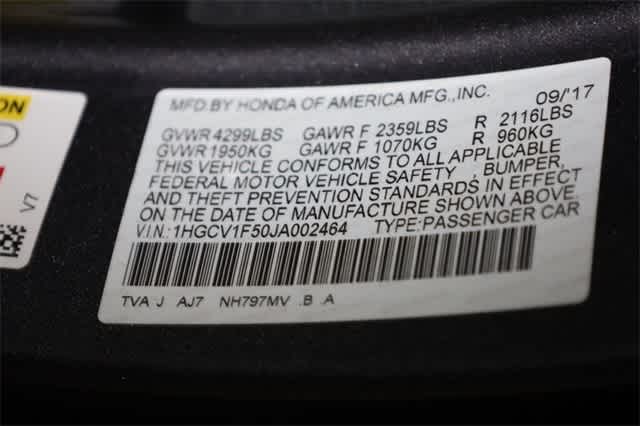 MFD.BY HONDA OF AMERICA MFG.,INC. 09/'17
GVWR 4299LBS GAWR F 2359LBS R 2116LBS
GVWR 1950KG GAWR F 1070KG R 960KG
THIS VEHICLE CONFORMS TO ALL APPLICABLE
FEDERAL MOTOR VEHICLE SAFETY , BUMPER,
AND THEFT PREVENTION STANDARDS IN EFFECT
ON THE DATE OF MANUFACTURE SHOWN ABOVE.
VIN:1HGCV1F50JA002464 TYPE:PASSENGER CAR
TVA J AJ7 NH797MV .B .A
V7